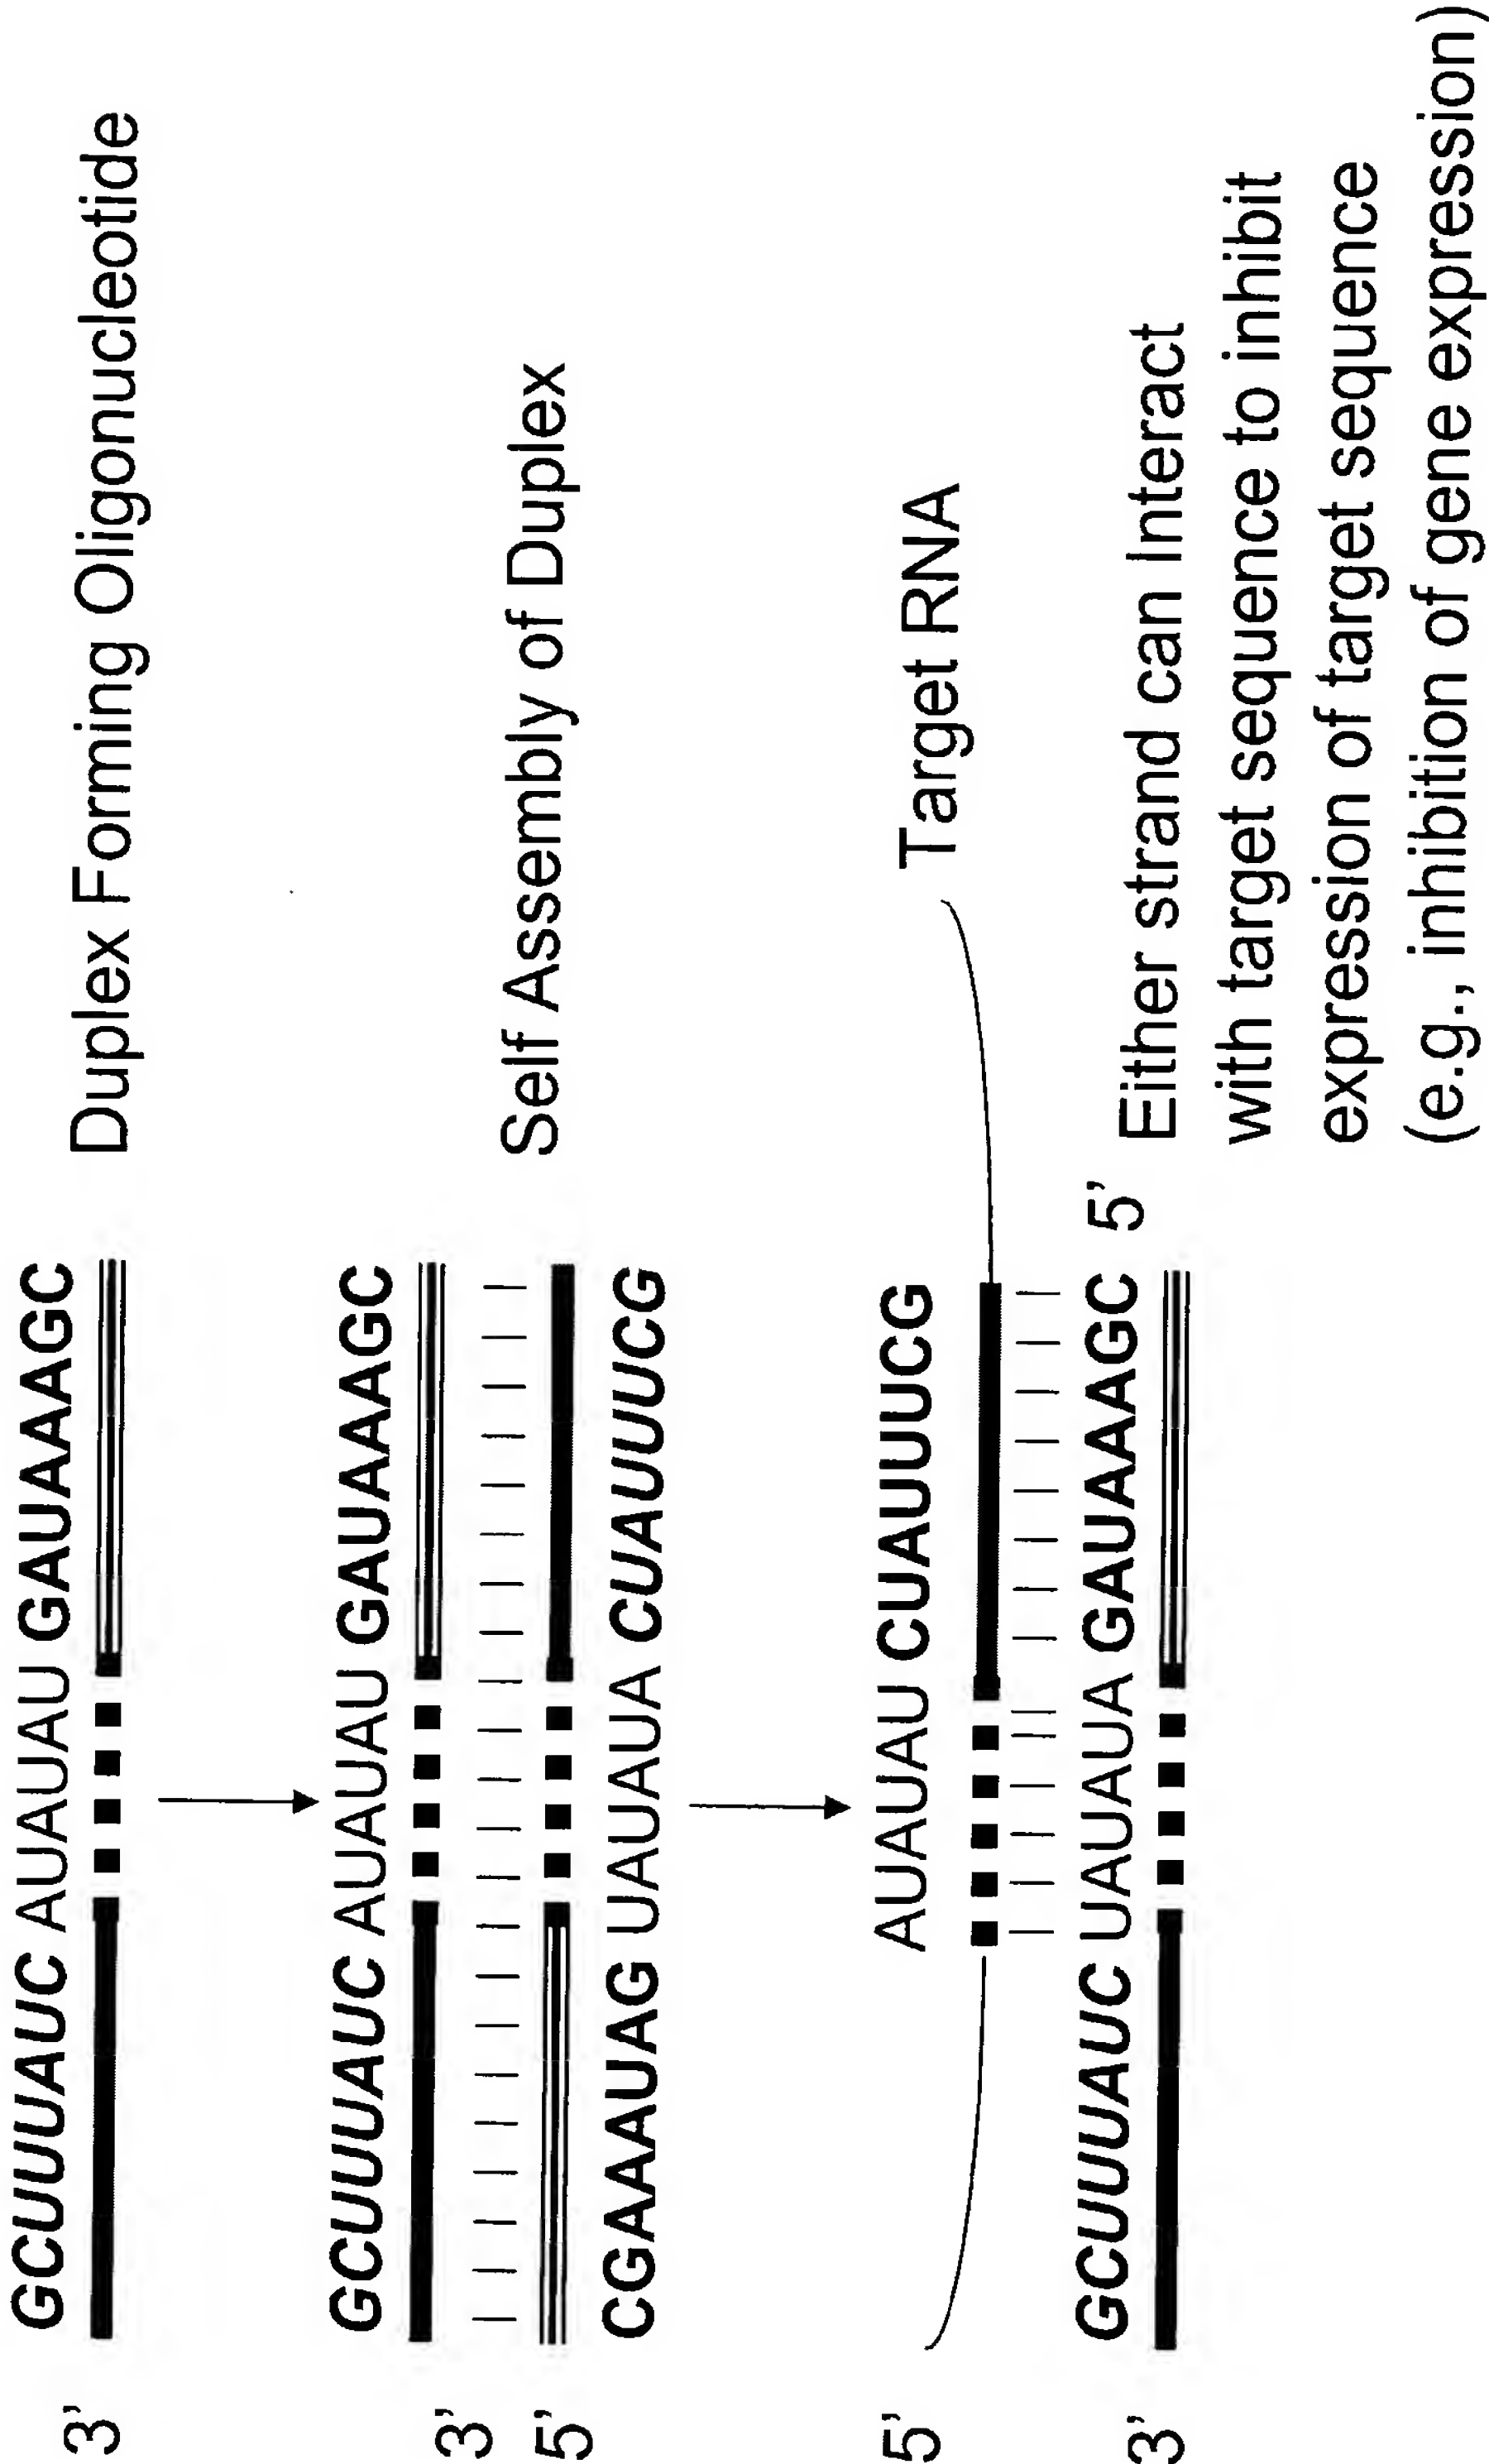 GCUUUAUC AUAUAU GAUAAAGC
3' Duplex Forming Oligonucleotide
GCUUUAUC AUAUAU GAUAAAGC
3'
5' Self Assembly of Duplex
CGAAAUAG UAUAUA CUAUUUCG
AUAUAU CUAUUUCG
5' Target RNA
GCUUUAUC UAUAUA GAUAAAGC 5'
3'
Either strand can Interact
with target sequence to inhibit
expression of target sequence
(e.g., inhibition of gene expression)